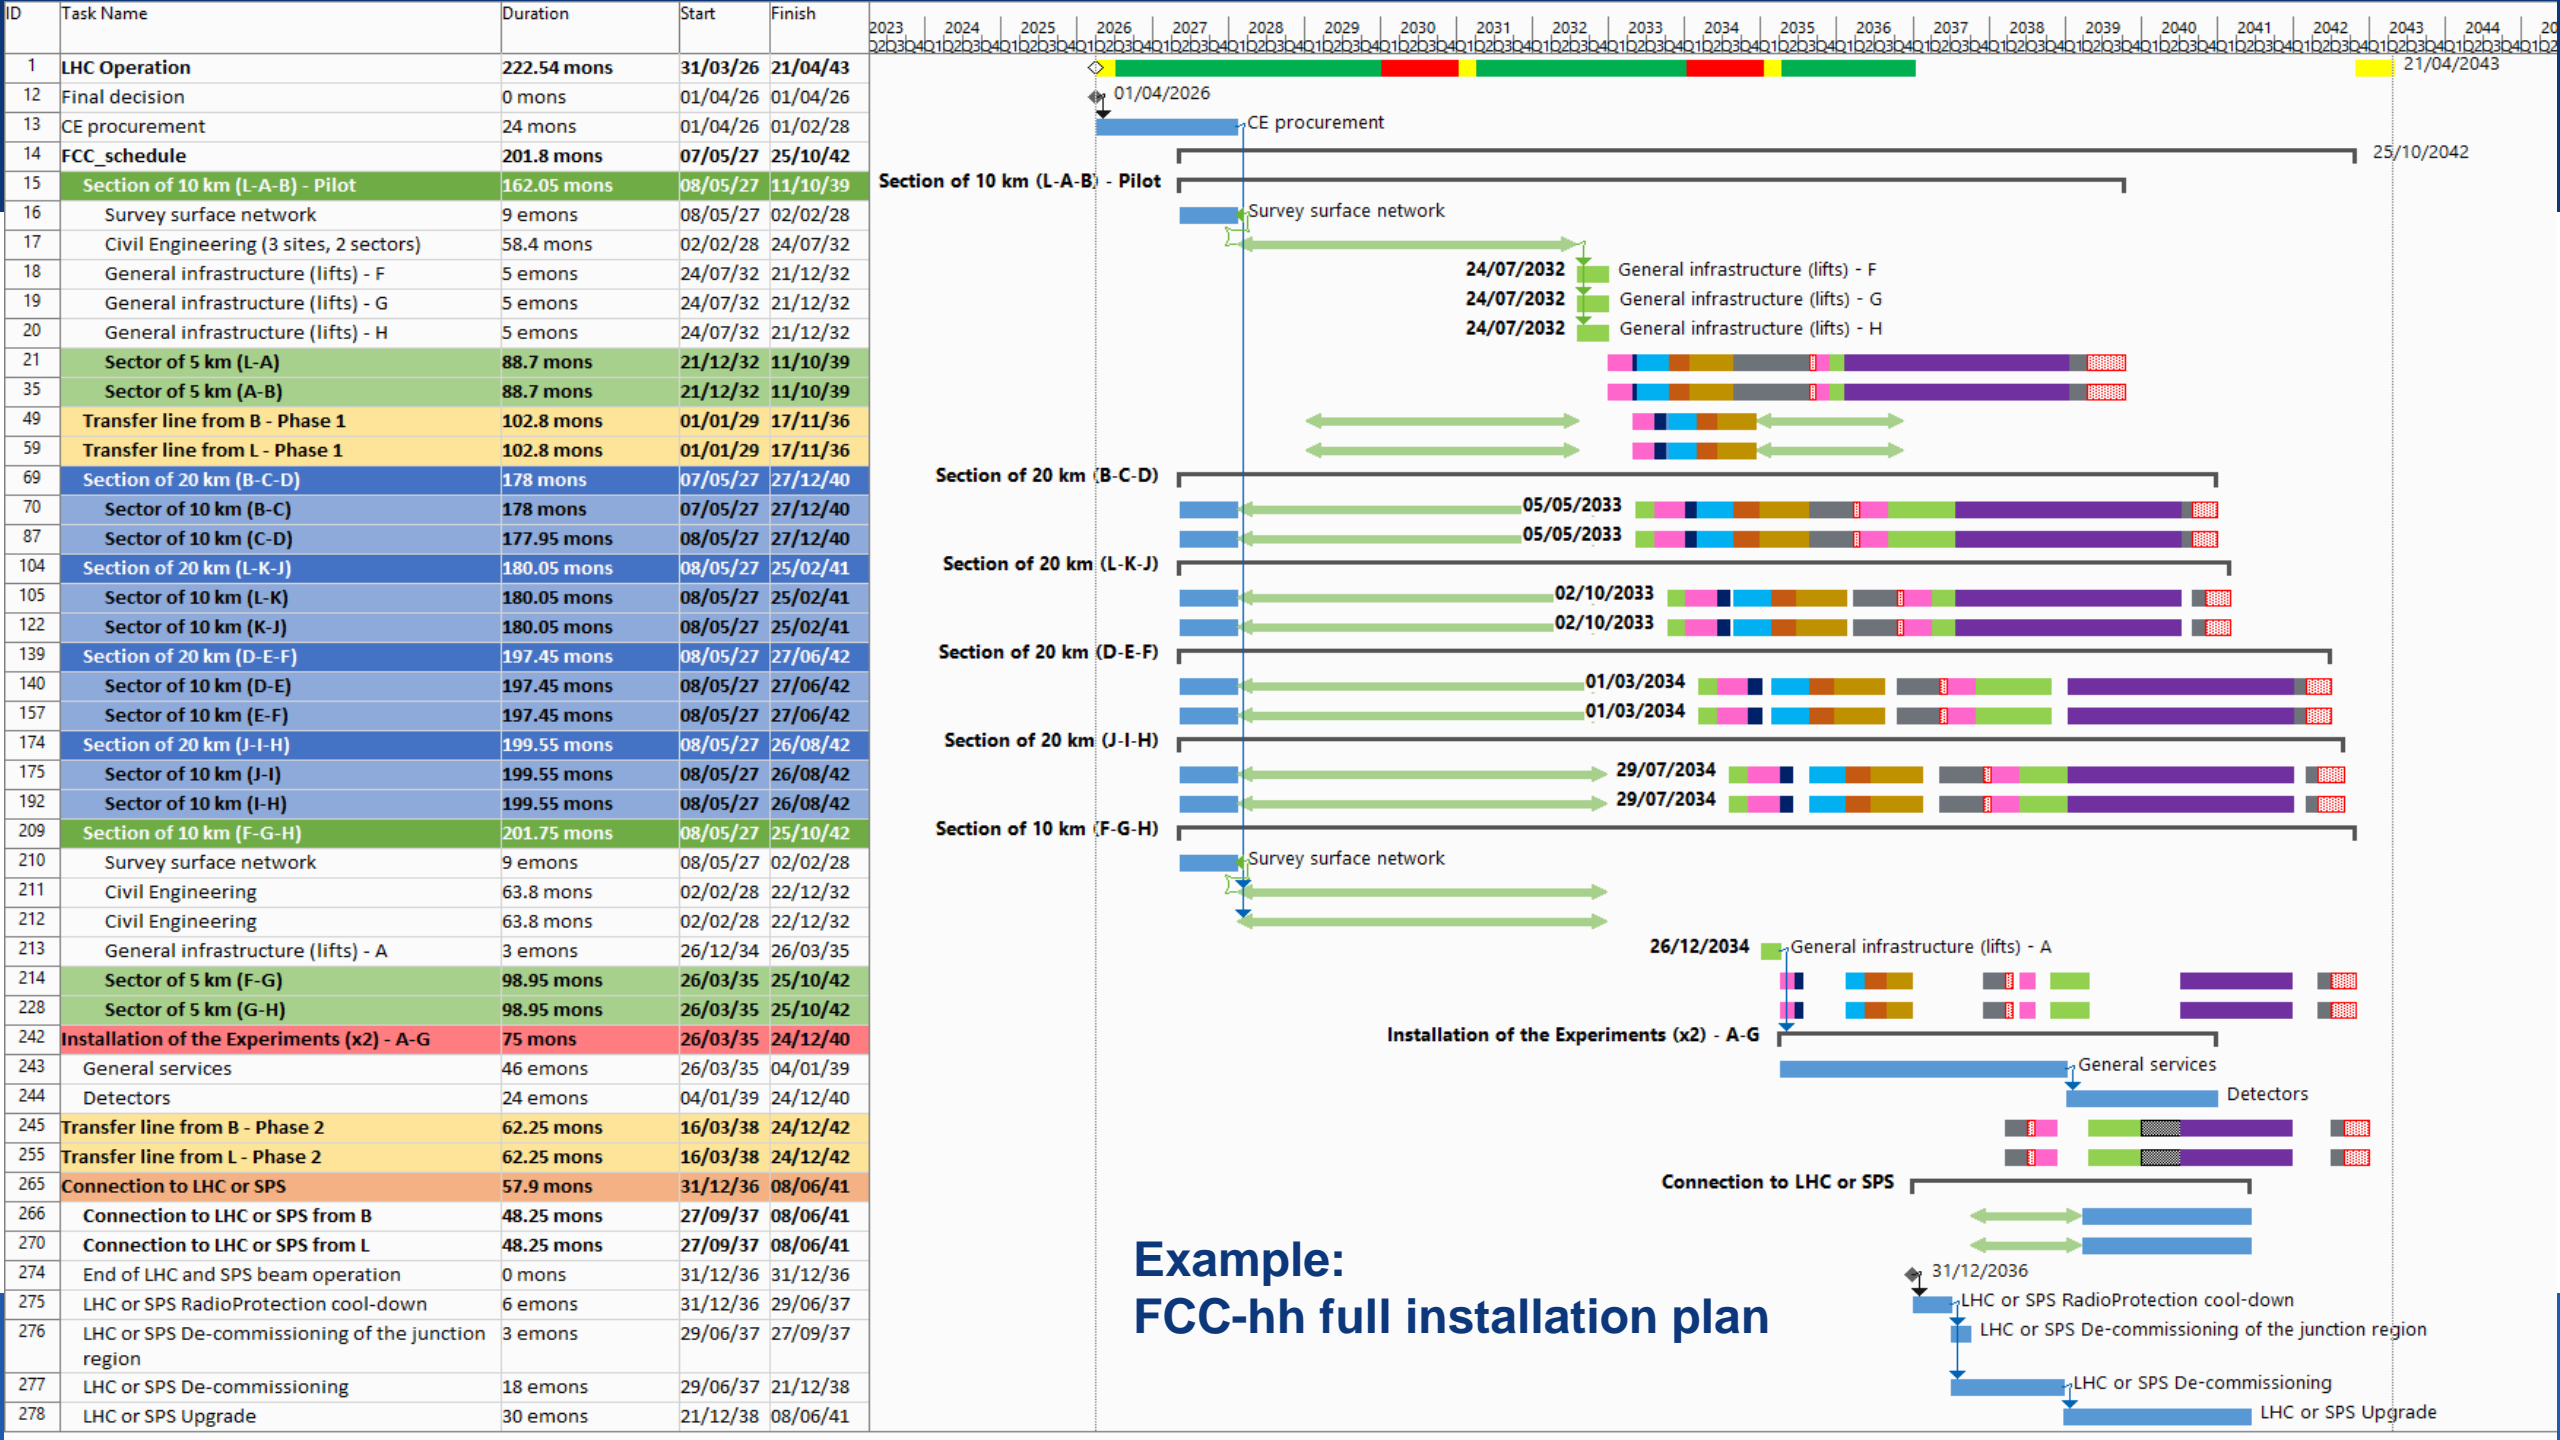 ID Task Name Duration Start Finish
2023 2024 2025 2026 2027 2028 2029 2030 2031 2032 2033 2034 2035 2036 2037 2038 2039 2040 2041 2042 2043 2044 20
1 LHC Operation 222.54 mons 31/03/26 21/04/43 21/04/2043
12 Final decision 0 mons 01/04/26 01/04/26 01/04/2026
13 CE procurement 24 mons 01/04/26 01/02/28 CE procurement
14 FCC_schedule 201.8 mons 07/05/27 25/10/42 25/10/2042
15 Section of 10 km (L-A-B) - Pilot 162.05 mons 08/05/27 11/10/39 Section of 10 km (L-A-B) - Pilot
16 Survey surface network 9 emons 08/05/27 02/02/28 Survey surface network
17 Civil Engineering (3 sites, 2 sectors) 58.4 mons 02/02/28 24/07/32
18 General infrastructure (lifts) - F 5 emons 24/07/32 21/12/32 24/07/2032 General infrastructure (lifts) - F
19 General infrastructure (lifts) - G 5 emons 24/07/32 21/12/32 24/07/2032 General infrastructure (lifts) - G
20 General infrastructure (lifts) - H 5 emons 24/07/32 21/12/32 24/07/2032 General infrastructure (lifts) - H
21 Sector of 5 km (L-A) 88.7 mons 21/12/32 11/10/39
35 Sector of 5 km (A-B) 88.7 mons 21/12/32 11/10/39
49 Transfer line from B - Phase 1 102.8 mons 01/01/29 17/11/36
59 Transfer line from L - Phase 1 102.8 mons 01/01/29 17/11/36
69 Section of 20 km (B-C-D) 178 mons 07/05/27 27/12/40 Section of 20 km (B-C-D)
70 Sector of 10 km (B-C) 178 mons 07/05/27 27/12/40 05/05/2033
87 Sector of 10 km (C-D) 177.95 mons 08/05/27 27/12/40 05/05/2033
104 Section of 20 km (L-K-J) 180.05 mons 08/05/27 25/02/41 Section of 20 km (L-K-J)
105 Sector of 10 km (L-K) 180.05 mons 08/05/27 25/02/41 02/10/2033
122 Sector of 10 km (K-J) 180.05 mons 08/05/27 25/02/41 02/10/2033
139 Section of 20 km (D-E-F) 197.45 mons 08/05/27 27/06/42 Section of 20 km (D-E-F)
140 Sector of 10 km (D-E) 197.45 mons 08/05/27 27/06/42 01/03/2034
157 Sector of 10 km (E-F) 197.45 mons 08/05/27 27/06/42 01/03/2034
174 Section of 20 km (J-I-H) 199.55 mons 08/05/27 26/08/42 Section of 20 km (J-I-H)
175 Sector of 10 km (J-I) 199.55 mons 08/05/27 26/08/42 29/07/2034
192 Sector of 10 km (I-H) 199.55 mons 08/05/27 26/08/42 29/07/2034
209 Section of 10 km (F-G-H) 201.75 mons 08/05/27 25/10/42 Section of 10 km (F-G-H)
210 Survey surface network 9 emons 08/05/27 02/02/28 Survey surface network
211 Civil Engineering 63.8 mons 02/02/28 22/12/32
212 Civil Engineering 63.8 mons 02/02/28 22/12/32
213 General infrastructure (lifts) - A 3 emons 26/12/34 26/03/35 26/12/2034 General infrastructure (lifts) - A
214 Sector of 5 km (F-G) 98.95 mons 26/03/35 25/10/42
228 Sector of 5 km (G-H) 98.95 mons 26/03/35 25/10/42
242 Installation of the Experiments (x2) - A-G 75 mons 26/03/35 24/12/40 Installation of the Experiments (x2) - A-G
243 General services 46 emons 26/03/35 04/01/39 General services
244 Detectors 24 emons 04/01/39 24/12/40 Detectors
245 Transfer line from B - Phase 2 62.25 mons 16/03/38 24/12/42
255 Transfer line from L - Phase 2 62.25 mons 16/03/38 24/12/42
265 Connection to LHC or SPS 57.9 mons 31/12/36 08/06/41 Connection to LHC or SPS
266 Connection to LHC or SPS from B 48.25 mons 27/09/37 08/06/41
270 Connection to LHC or SPS from L 48.25 mons 27/09/37 08/06/41
274 End of LHC and SPS beam operation 0 mons 31/12/36 31/12/36 31/12/2036
275 LHC or SPS RadioProtection cool-down 6 emons 31/12/36 29/06/37 LHC or SPS RadioProtection cool-down
276 LHC or SPS De-commissioning of the junction 3 emons 29/06/37 27/09/37 LHC or SPS De-commissioning of the junction region
region
277 LHC or SPS De-commissioning 18 emons 29/06/37 21/12/38 LHC or SPS De-commissioning
278 LHC or SPS Upgrade 30 emons 21/12/38 08/06/41 LHC or SPS Upgrade
Example:
FCC-hh full installation plan